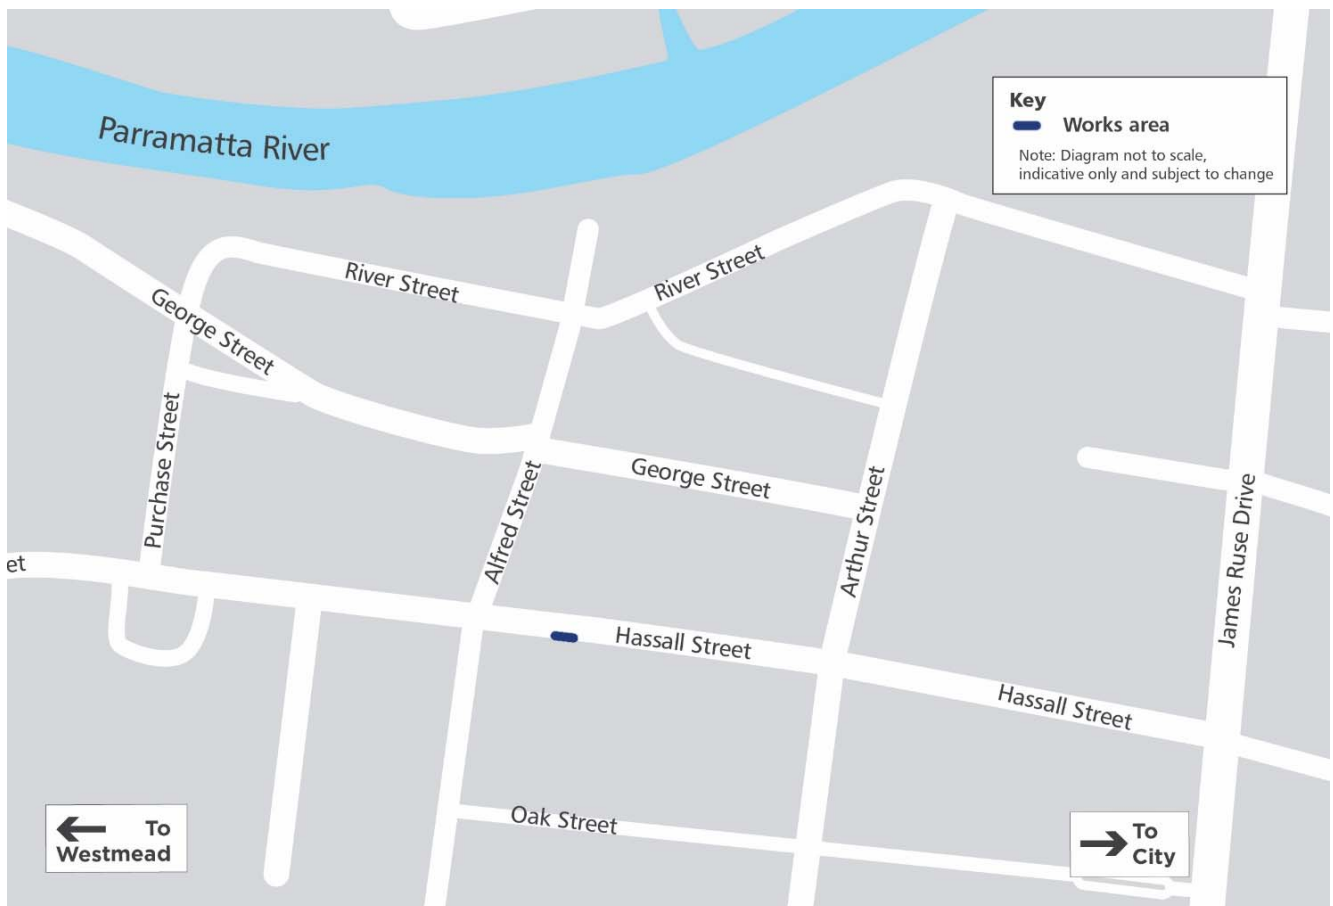 Key
Works area
Note: Diagram not to scale,
indicative only and subject to change
Parramatta River
River Street
River Street
George Street
George Street
Purchase Street
Alfred Street
Arthur Street
James Ruse Drive
et
Hassall Street
Hassall Street
Oak Street
To
Westmead
To
City